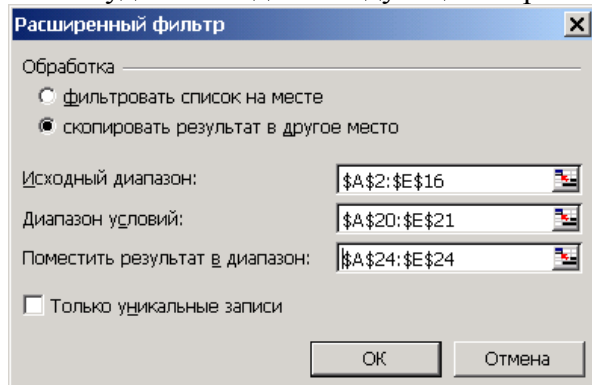 Расширенный фильтр
Обработка
фильтровать список на месте
скопировать результат в другое место
Исходный диапазон: $A$2:$E$16
Диапазон условий: $A$20:$E$21
Поместить результат в диапазон: $A$24:$E$24
Только уникальные записи
ОК Отмена